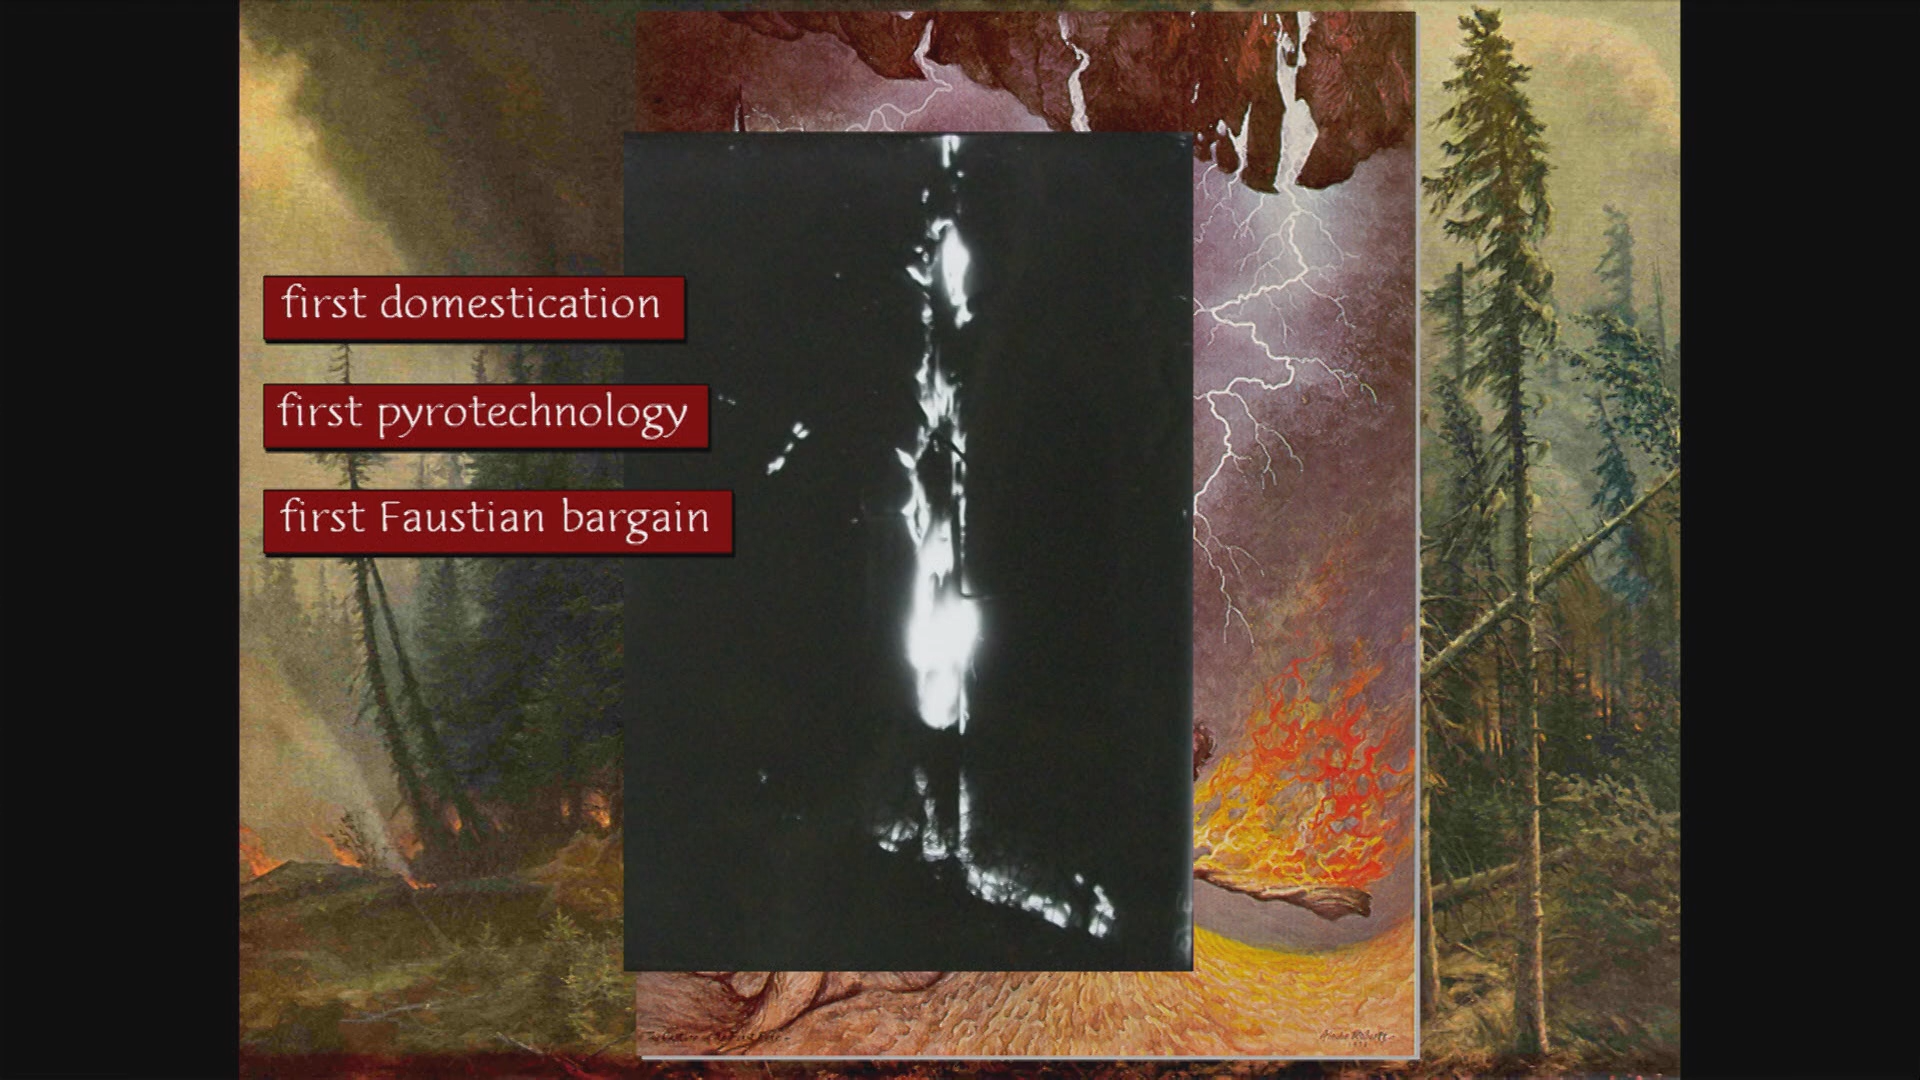 first domestication
first pyrotechnology
first Faustian bargain